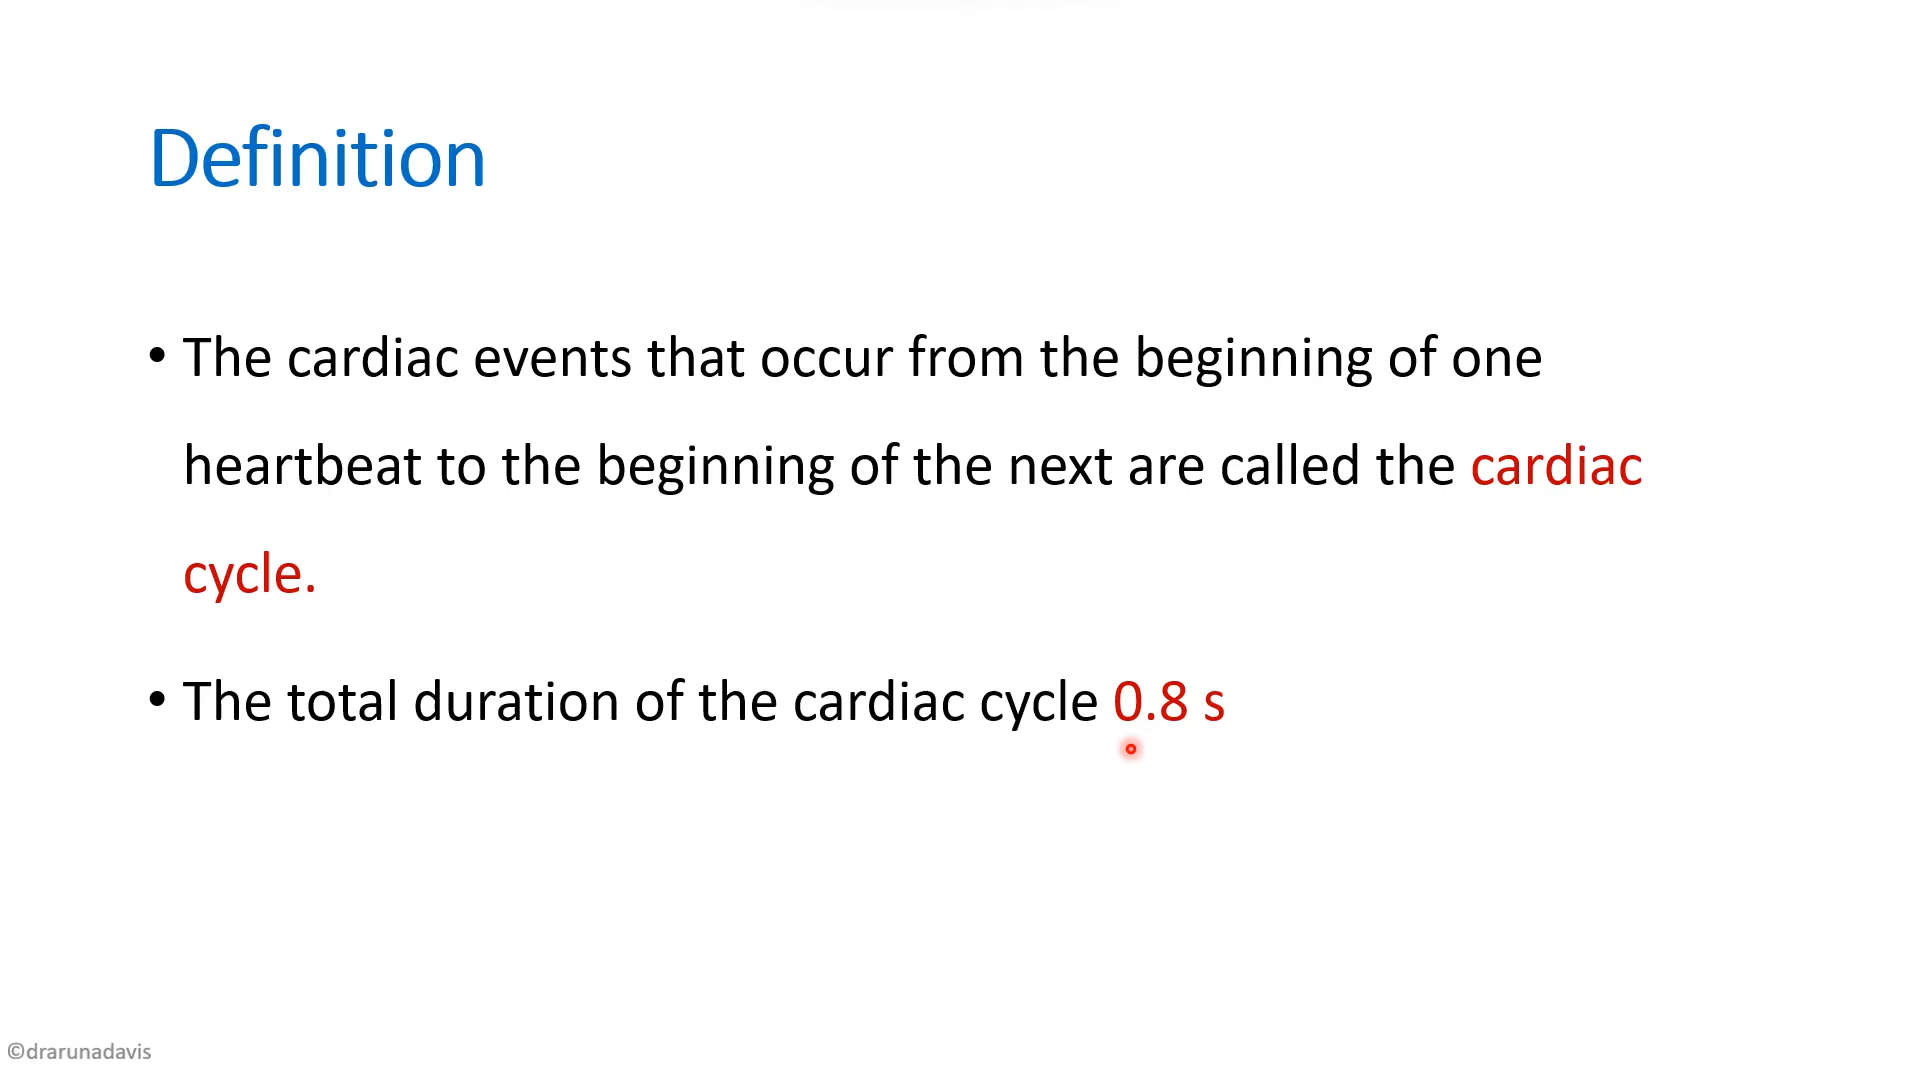 Definition
• The cardiac events that occur from the beginning of one
heartbeat to the beginning of the next are called the cardiac
cycle.
• The total duration of the cardiac cycle 0.8 s
©drarunadavis